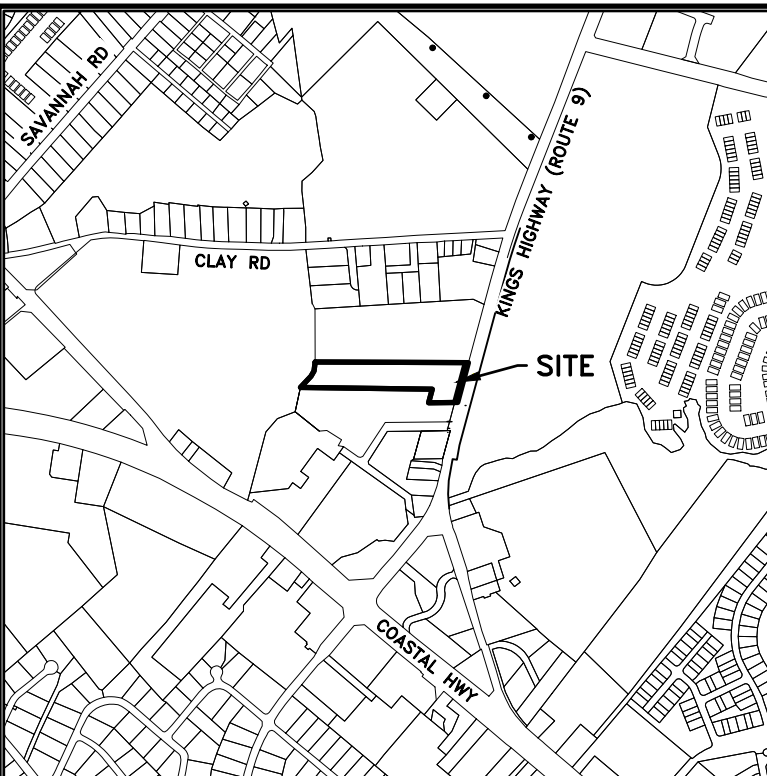 SAVANNAH RD
KINGS HIGHWAY (ROUTE 9)
CLAY RD
SITE
COASTAL HWY